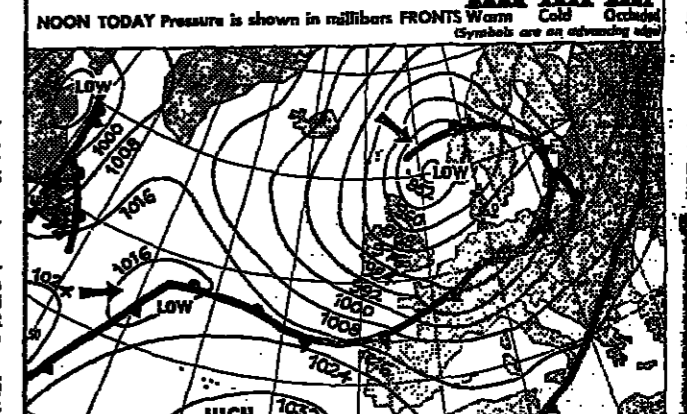 NOON TODAY Pressure is shown in millibars FRONTS Warm Cold Occluded
(Symbols are on advancing edge)
LOW
1000
1008
LOW
1016
1016
LOW
1000
1008
1024
HIGH